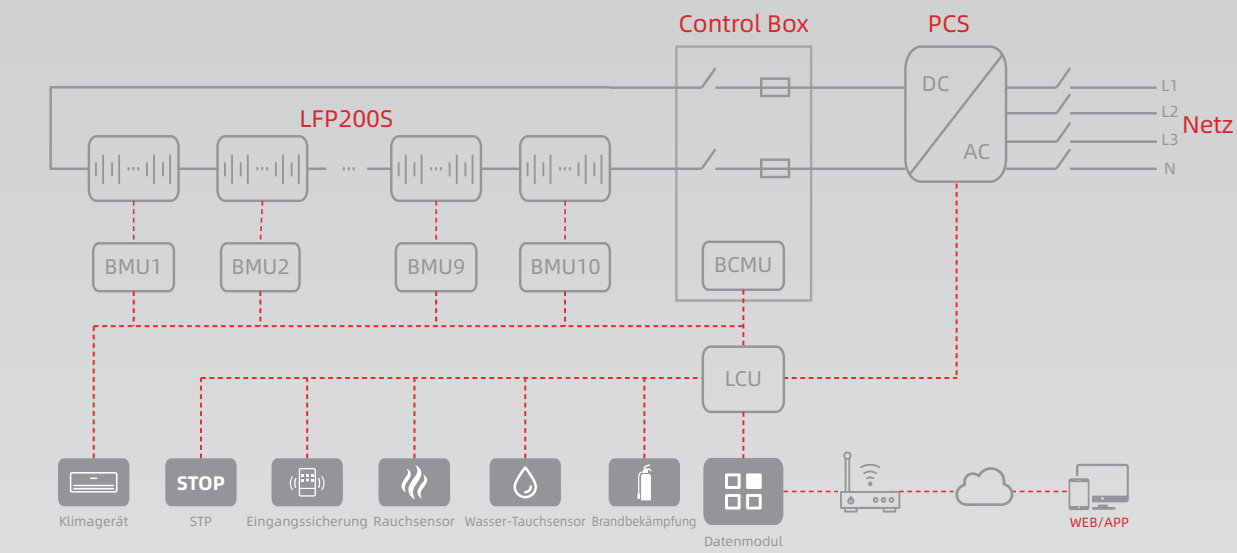 Control Box
PCS
DC
AC
L1
L2
L3
N
Netz
LFP200S
...
BMU1
BMU2
BMU9
BMU10
BCMU
LCU
STOP
Klimagerät
STP
Eingangssicherung
Rauchsensor
Wasser-Tauchsensor
Brandbekämpfung
Datenmodul
WEB/APP